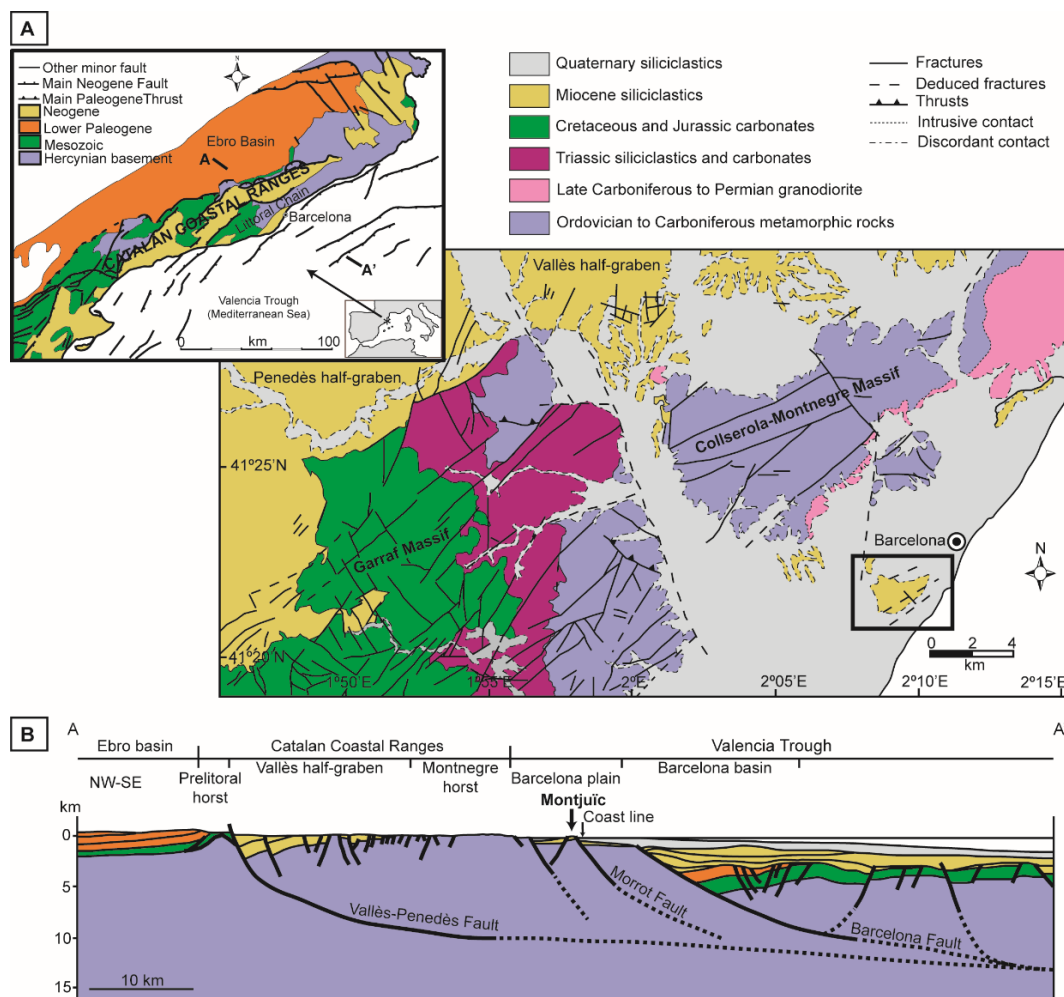 A
Other minor fault
Main Neogene Fault
Main PaleogeneThrust
Neogene
Lower Paleogene
Mesozoic
Hercynian basement
N
Ebro Basin
A
CATALAN COASTAL RANGES
Littoral Chain
Barcelona
A'
Valencia Trough
(Mediterranean Sea)
0 100
km
Quaternary siliciclastics
Miocene siliciclastics
Cretaceous and Jurassic carbonates
Triassic siliciclastics and carbonates
Late Carboniferous to Permian granodiorite
Ordovician to Carboniferous metamorphic rocks
Fractures
Deduced fractures
Thrusts
Intrusive contact
Discordant contact
Vallès half-graben
Penedès half-graben
Collserola-Montnegre Massif
41º25'N
Garraf Massif
Barcelona
N
0 2 4
km
41º20'N
1º50'E 1º55'E 2ºE 2º05'E 2º10'E 2º15'E
B
A A'
Ebro basin Catalan Coastal Ranges Valencia Trough
NW-SE Prelitoral horst Vallès half-graben Montnegre horst Barcelona plain Barcelona basin
Montjuïc
Coast line
km
0
5
10
15
Vallès-Penedès Fault
Morrot Fault
Barcelona Fault
10 km